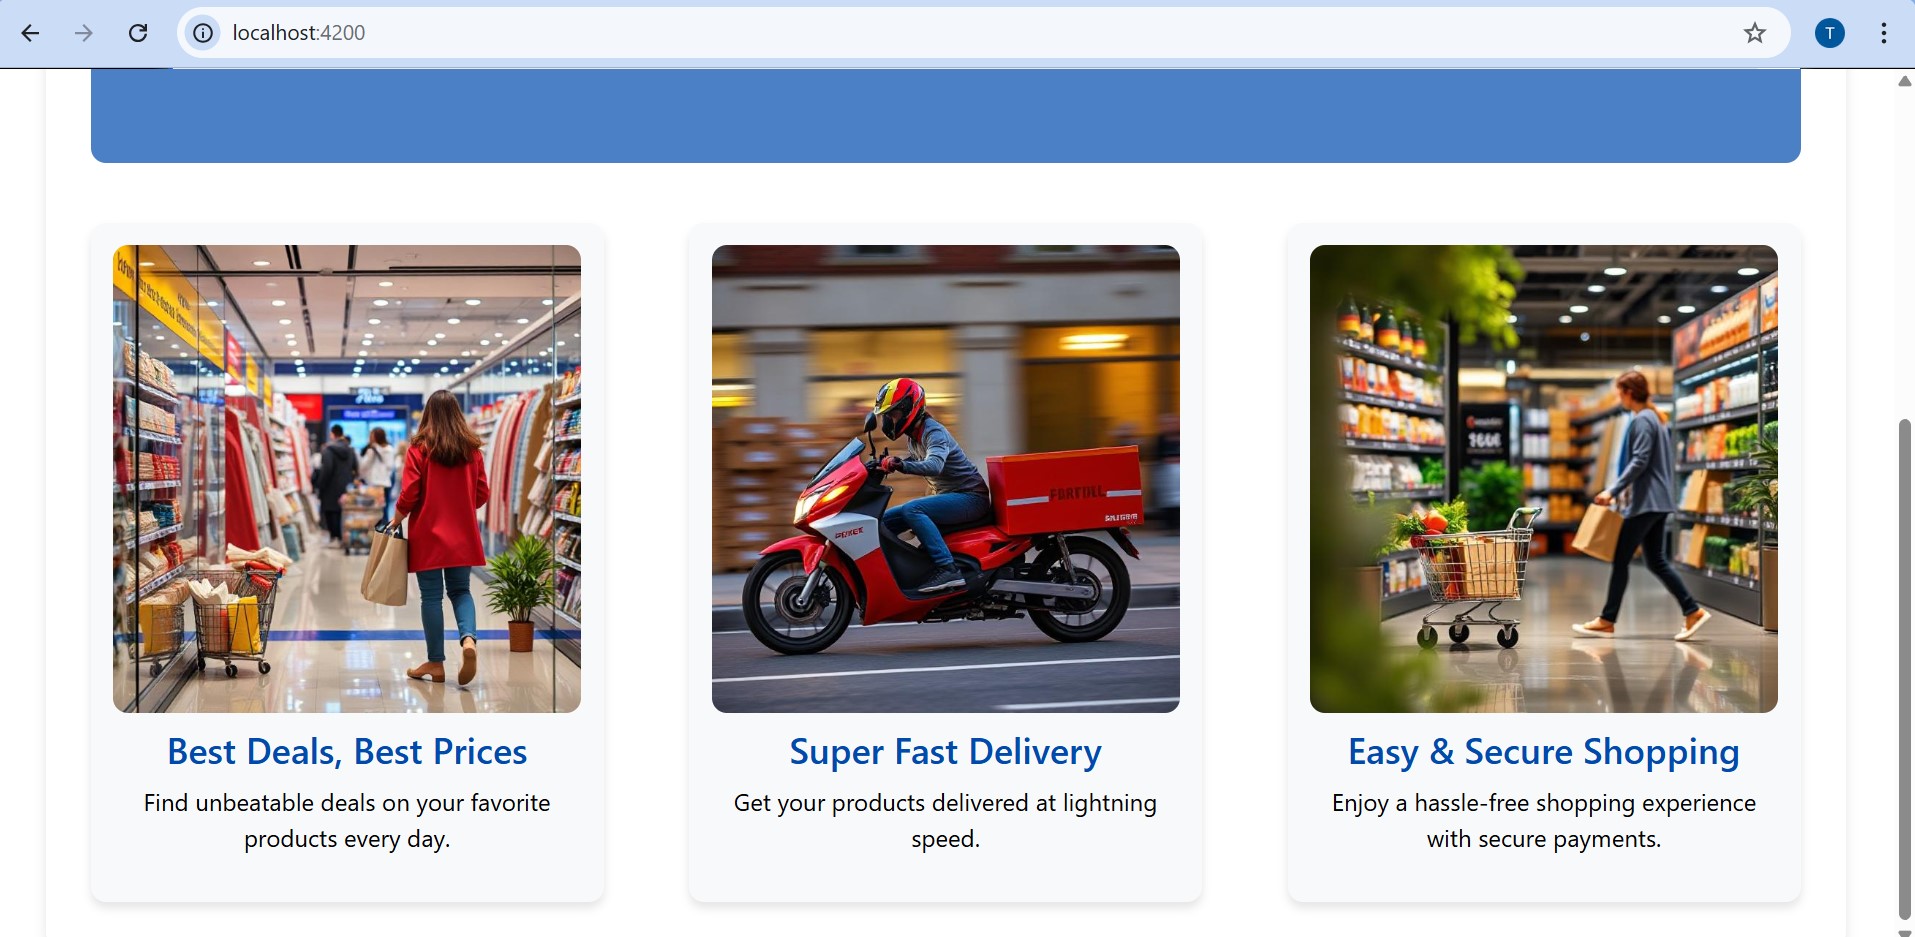 localhost:4200
T
Best Deals, Best Prices
Find unbeatable deals on your favorite
products every day.
Super Fast Delivery
Get your products delivered at lightning
speed.
Easy & Secure Shopping
Enjoy a hassle-free shopping experience
with secure payments.